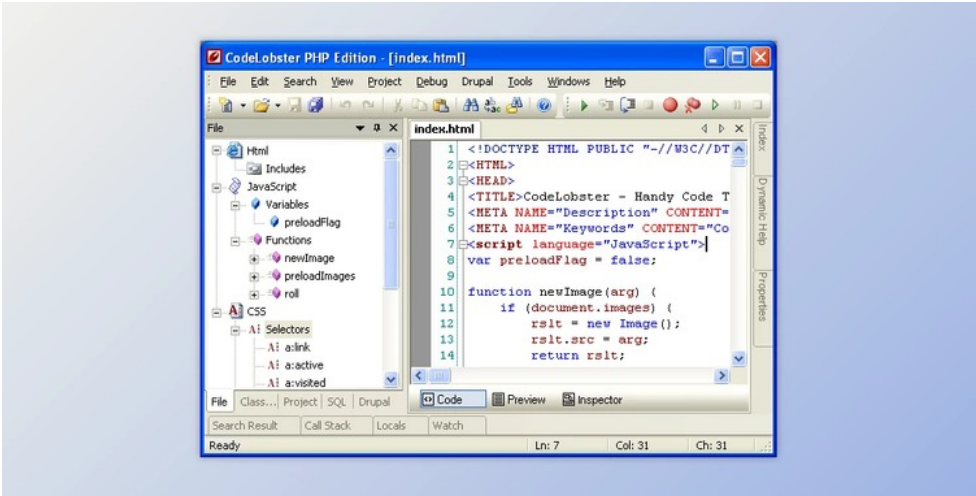 CodeLobster PHP Edition - [index.html]
File Edit Search View Project Debug Drupal Tools Windows Help
File
Html
Includes
JavaScript
Variables
preloadFlag
Functions
newImage
preloadImages
roll
CSS
Selectors
a:link
a:active
a:visited
File Class... Project SQL Drupal
index.html
1 <!DOCTYPE HTML PUBLIC "-//W3C//DT
2 <HTML>
3 <HEAD>
4 <TITLE>CodeLobster - Handy Code T
5 <META NAME="Description" CONTENT=
6 <META NAME="Keywords" CONTENT="Co
7 <script language="JavaScript">
8 var preloadFlag = false;
9
10 function newImage(arg) {
11 if (document.images) {
12 rslt = new Image();
13 rslt.src = arg;
14 return rslt;
Code Preview Inspector
Index
Dynamic Help
Properties
Search Result Call Stack Locals Watch
Ready Ln: 7 Col: 31 Ch: 31